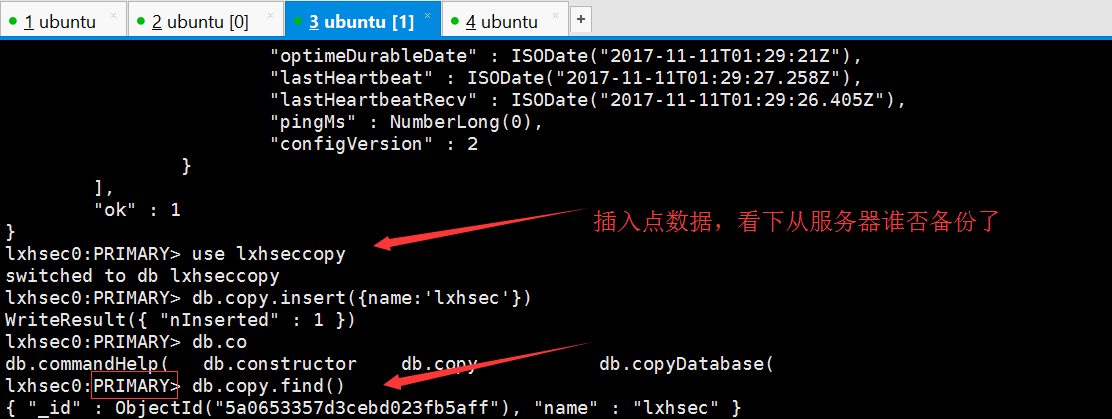 1 ubuntu
2 ubuntu [0]
3 ubuntu [1]
4 ubuntu
"optimeDurableDate" : ISODate("2017-11-11T01:29:21Z"),
"lastHeartbeat" : ISODate("2017-11-11T01:29:27.258Z"),
"lastHeartbeatRecv" : ISODate("2017-11-11T01:29:26.405Z"),
"pingMs" : NumberLong(0),
"configVersion" : 2
}
],
"ok" : 1
}
插入点数据，看下从服务器谁否备份了
lxhsec0:PRIMARY> use lxhseccopy
switched to db lxhseccopy
lxhsec0:PRIMARY> db.copy.insert({name:'lxhsec'})
WriteResult({ "nInserted" : 1 })
lxhsec0:PRIMARY> db.co
db.commandHelp( db.constructor db.copy db.copyDatabase(
lxhsec0:PRIMARY> db.copy.find()
{ "_id" : ObjectId("5a0653357d3cebd023fb5aff"), "name" : "lxhsec" }